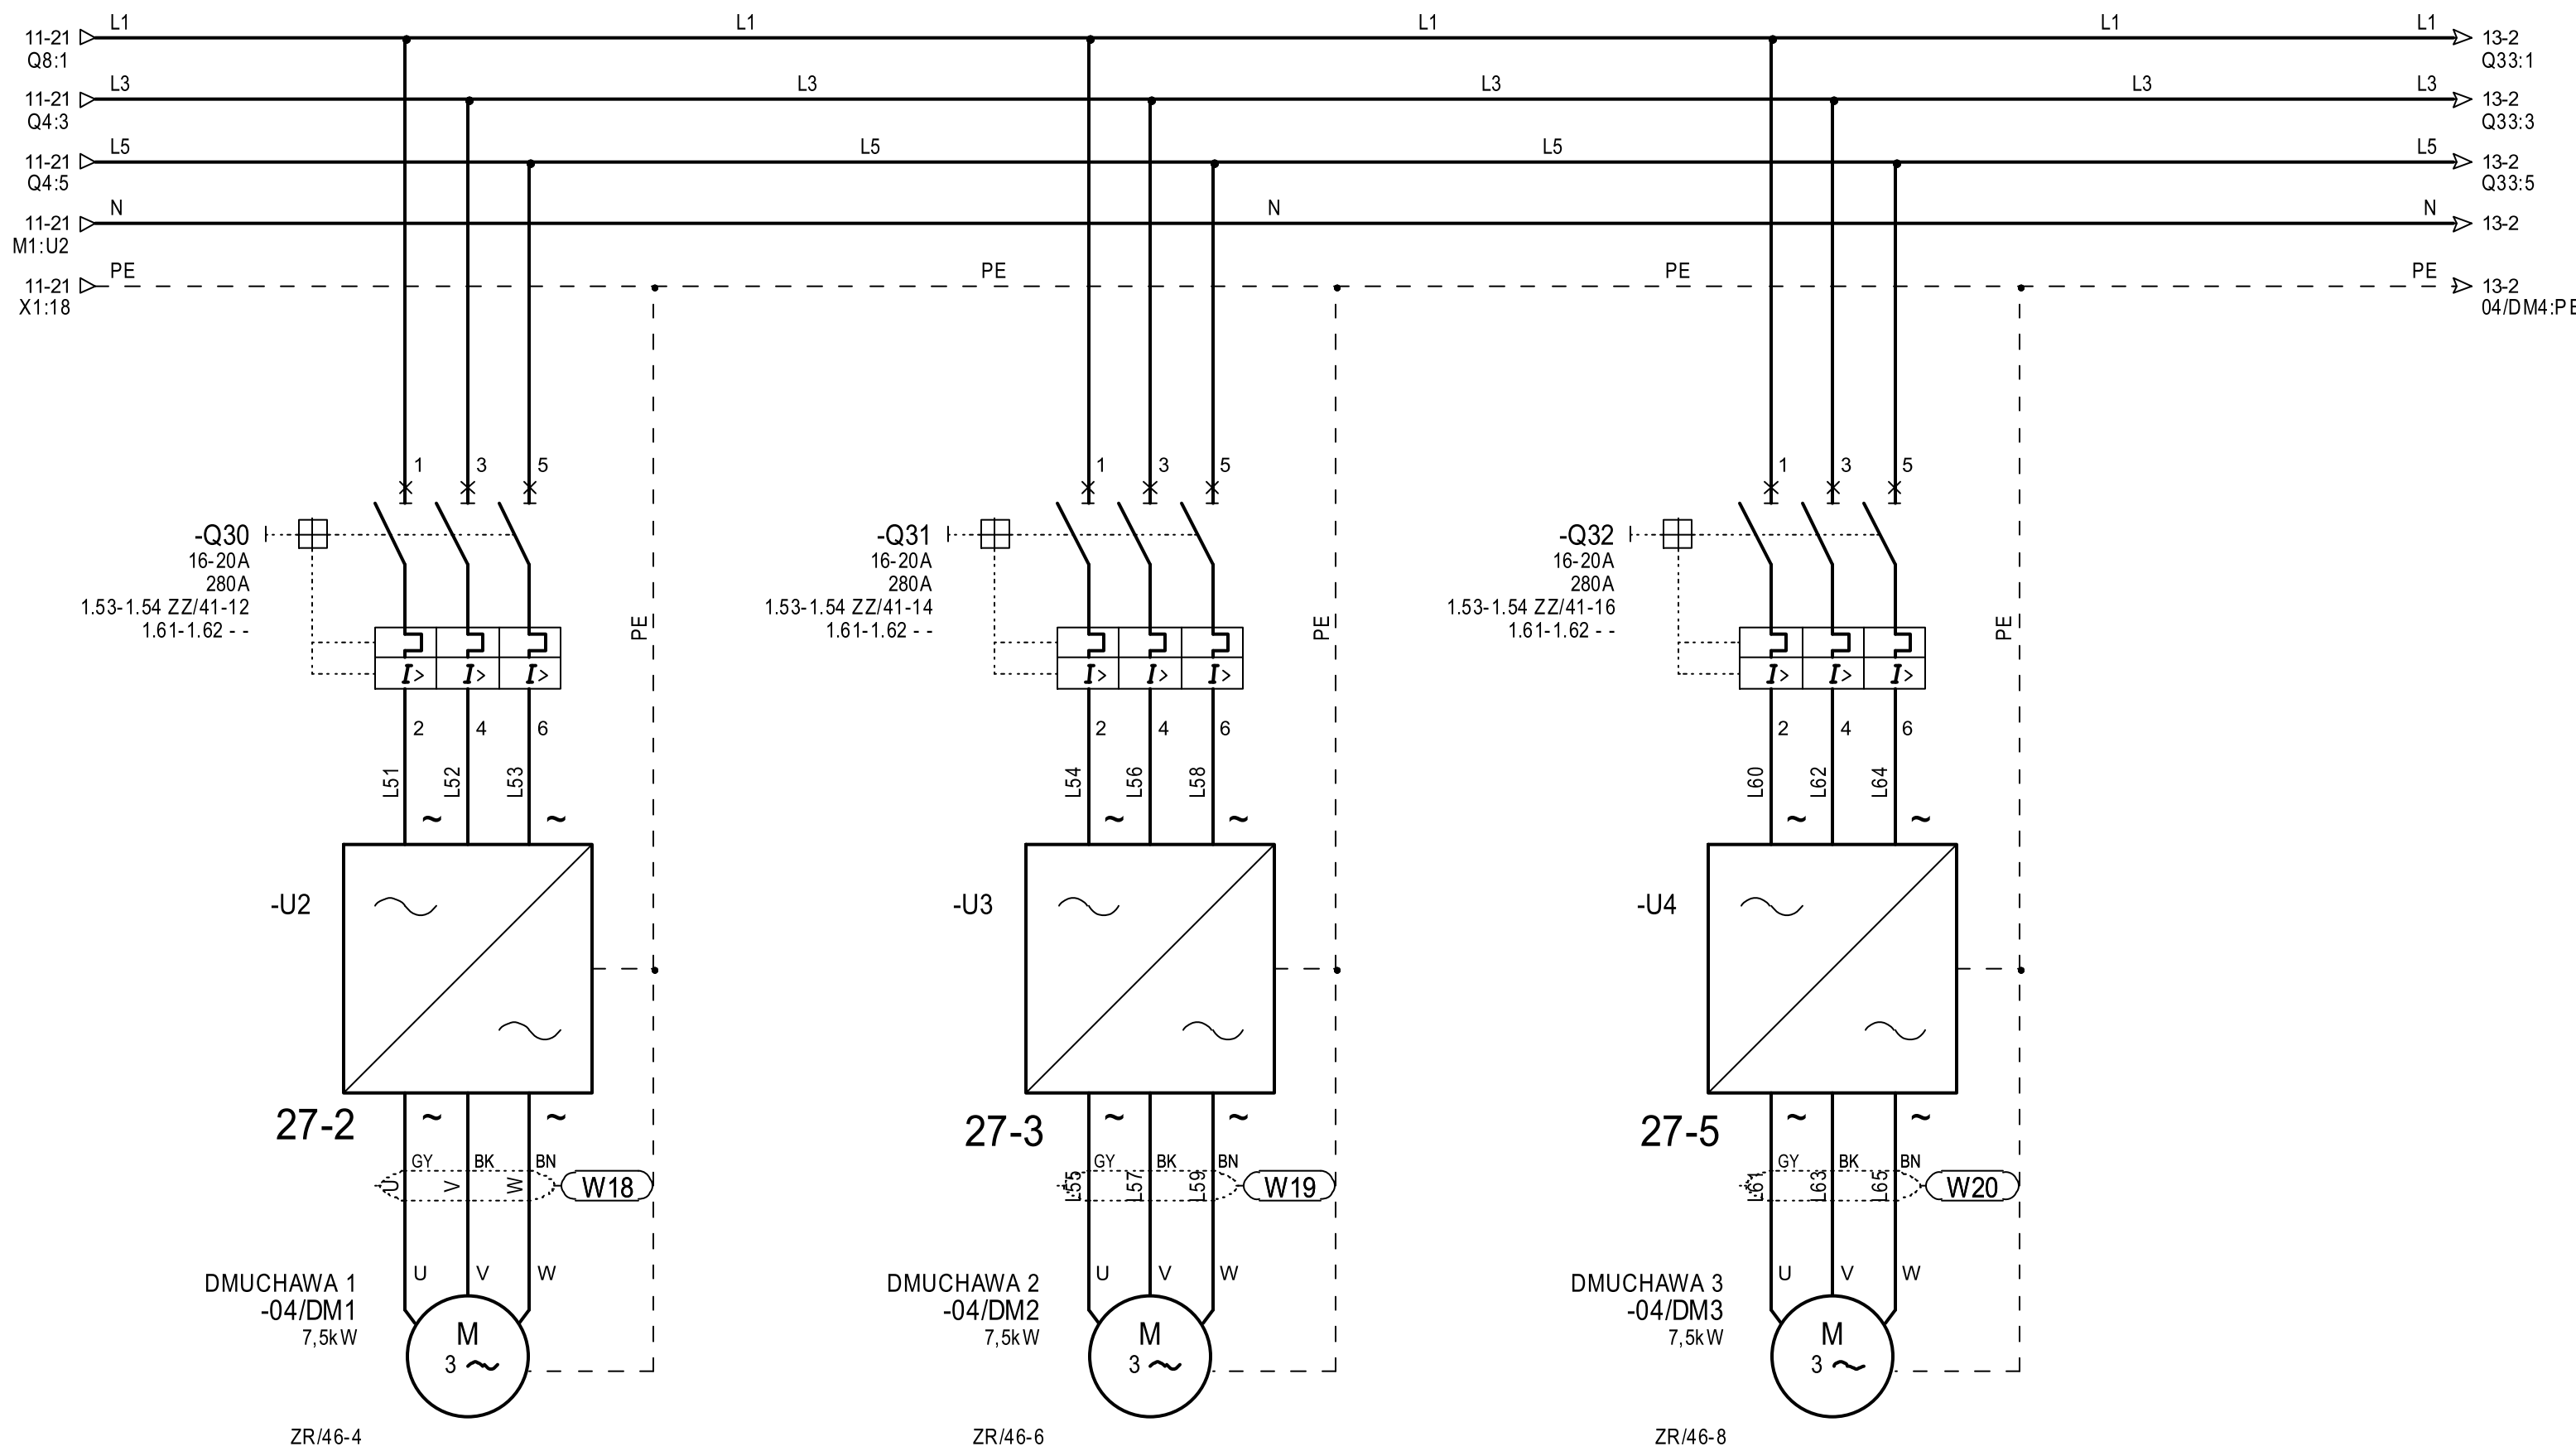 L1 L1 L1 L1 L1
11-21 13-2
Q8:1 Q33:1
L3 L3 L3 L3 L3
11-21 13-2
Q4:3 Q33:3
L5 L5 L5 L5
11-21 13-2
Q4:5 Q33:5
N N N
11-21 13-2
M1:U2
PE PE PE PE
11-21 13-2
X1:18 04/DM4:PE
1 3 5 1 3 5 1 3 5
-Q30
16-20A
280A
1.53-1.54 ZZ/41-12
1.61-1.62 - -
-Q31
16-20A
280A
1.53-1.54 ZZ/41-14
1.61-1.62 - -
-Q32
16-20A
280A
1.53-1.54 ZZ/41-16
1.61-1.62 - -
PE PE PE
I> I> I> I> I> I> I> I> I>
2 4 6 2 4 6 2 4 6
L51 L52 L53 L54 L56 L58 L60 L62 L64
~ ~ ~ ~ ~ ~
-U2 -U3 -U4
~ ~ ~ ~ ~ ~
27-2 27-3 27-5
GY BK BN GY BK BN GY BK BN
U V W W18 L55 L57 L59 W19 L61 L63 L65 W20
U V W U V W U V W
DMUCHAWA 1
-04/DM1
7,5kW
M
3
DMUCHAWA 2
-04/DM2
7,5kW
M
3
DMUCHAWA 3
-04/DM3
7,5kW
M
3
ZR/46-4 ZR/46-6 ZR/46-8